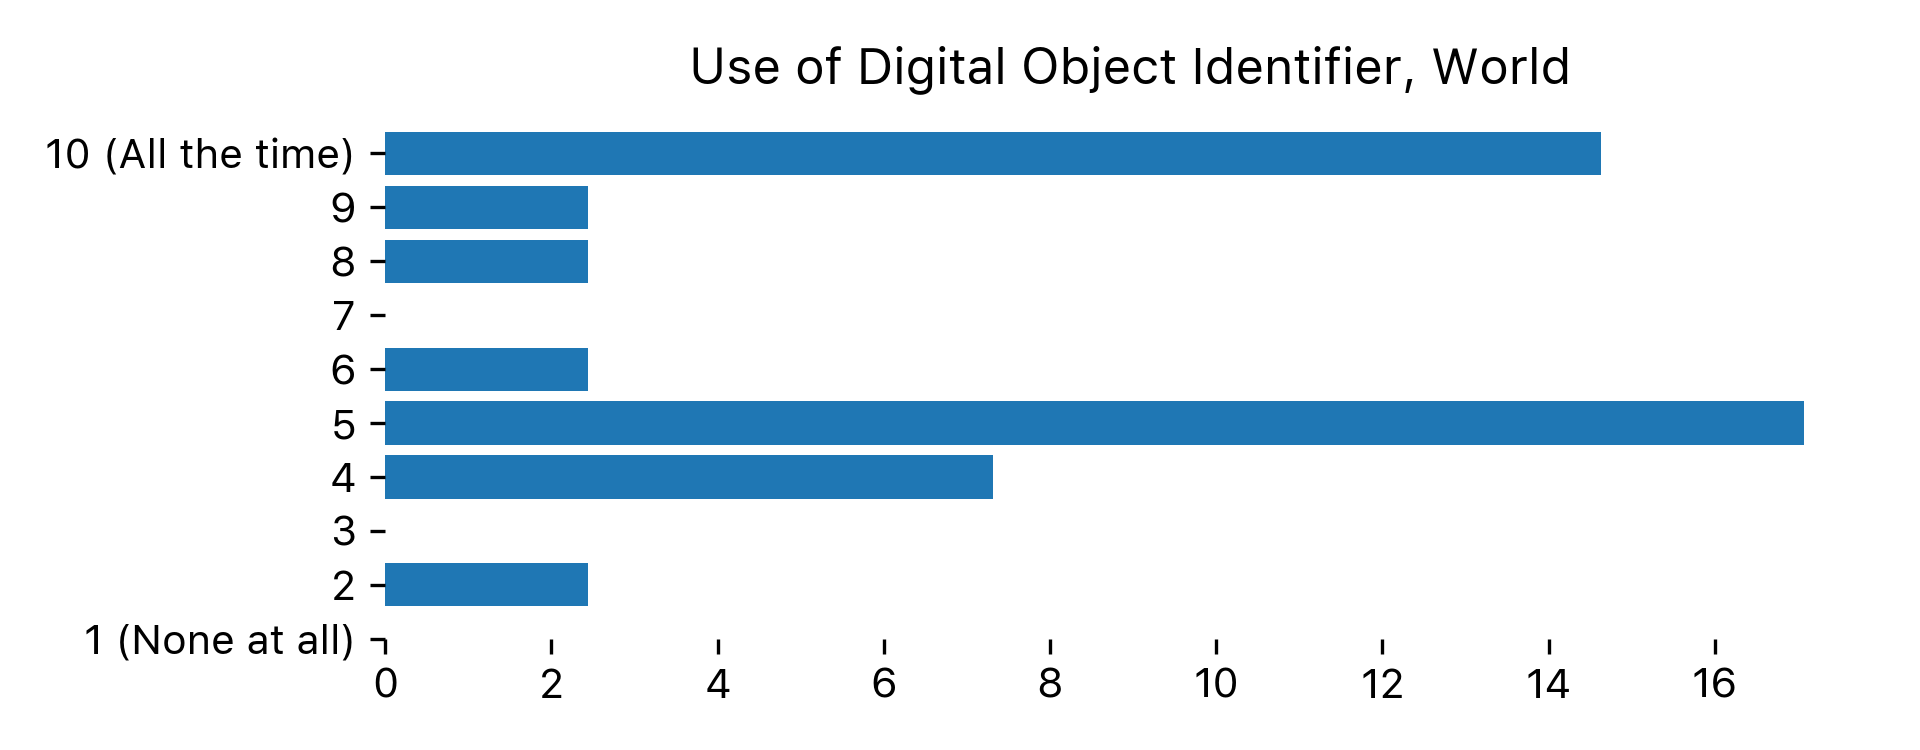 Use of Digital Object Identifier, World
10 (All the time)
9
8
7
6
5
4
3
2
1 (None at all)
0 2 4 6 8 10 12 14 16